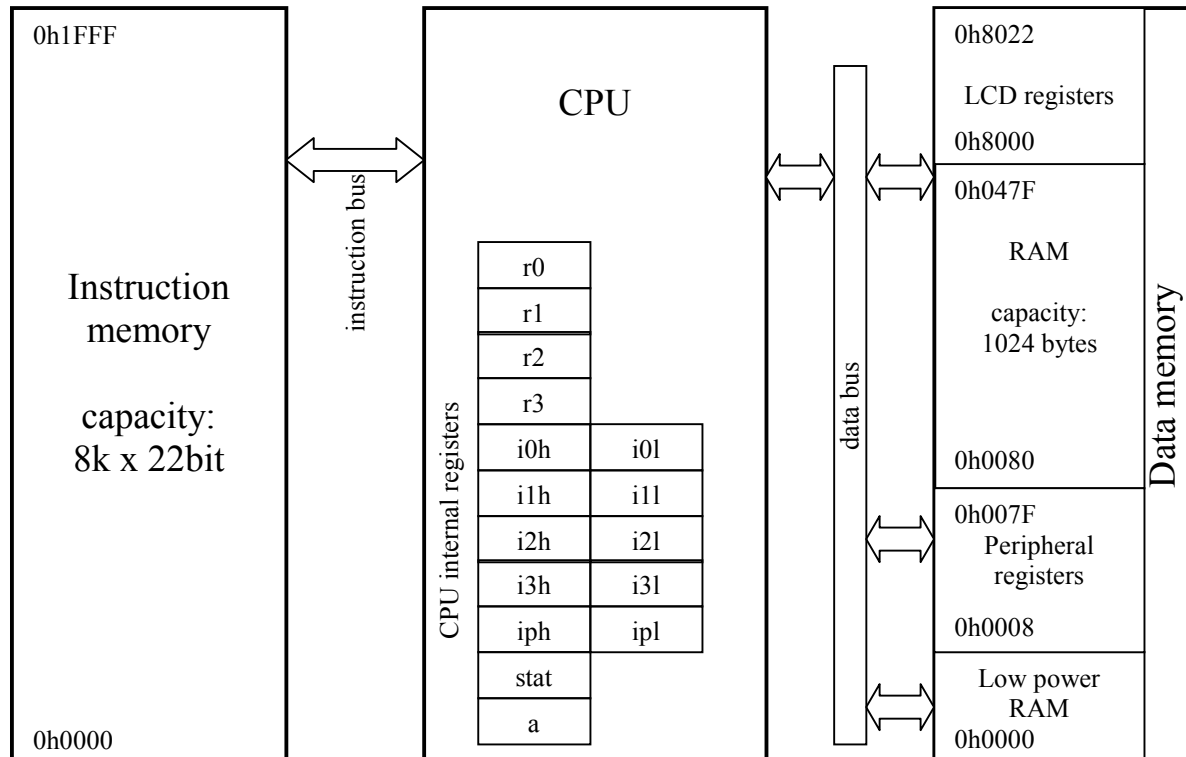 0h1FFF
Instruction
memory
capacity:
8k x 22bit
0h0000
instruction bus
CPU
CPU internal registers
r0
r1
r2
r3
i0h i0l
i1h i1l
i2h i2l
i3h i3l
iph ipl
stat
a
data bus
0h8022
LCD registers
0h8000
0h047F
RAM
capacity:
1024 bytes
0h0080
0h007F
Peripheral
registers
0h0008
Low power
RAM
0h0000
Data memory